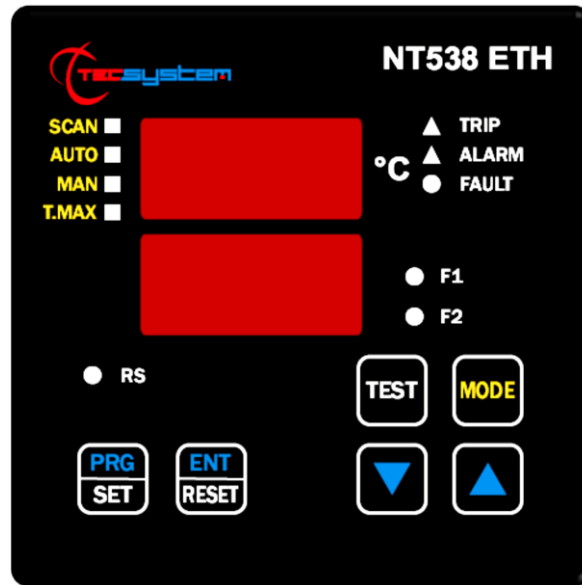 TECSYSTEM
NT538 ETH
SCAN
AUTO
MAN
T.MAX
°C
TRIP
ALARM
FAULT
F1
F2
RS
TEST
MODE
PRG
SET
ENT
RESET